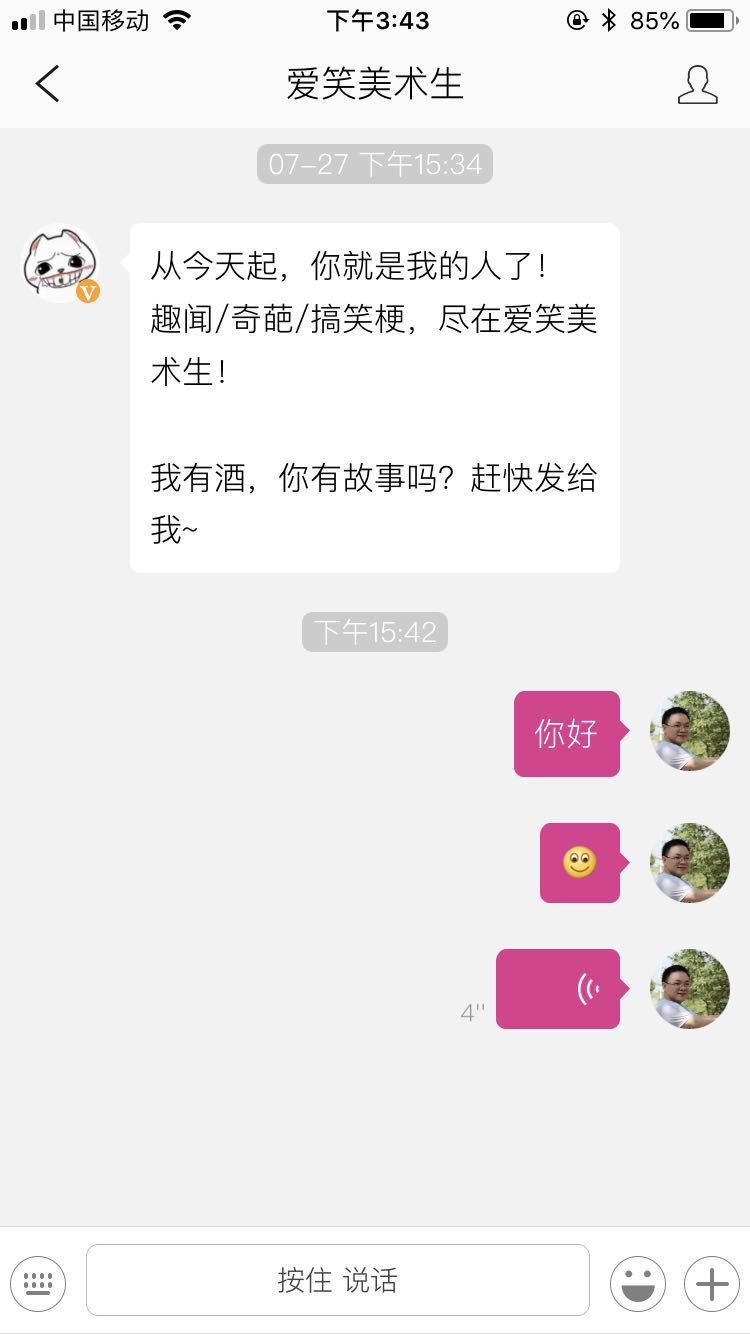 中国移动 下午3:43 85%
爱笑美术生
07-27 下午15:34
从今天起，你就是我的人了！
趣闻/奇葩/搞笑梗，尽在爱笑美
术生！
我有酒，你有故事吗？赶快发给
我~
V
下午15:42
你好
4"
按住 说话